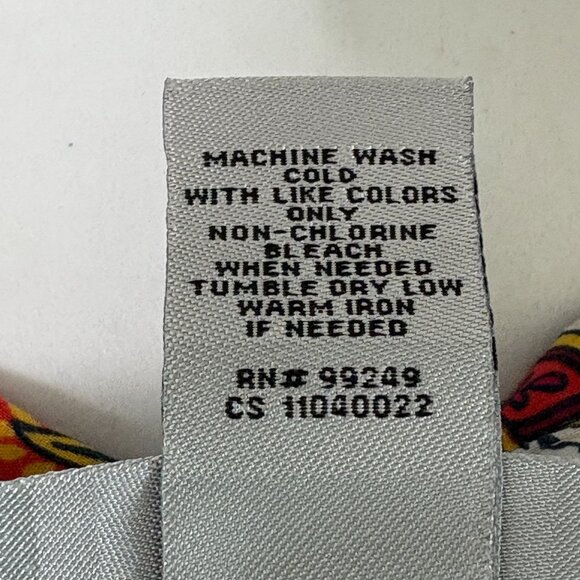 MACHINE WASH
COLD
WITH LIKE COLORS
ONLY
NON-CHLORINE
BLEACH
WHEN NEEDED
TUMBLE DRY LOW
WARM IRON
IF NEEDED
RN# 99249
CS 11040022